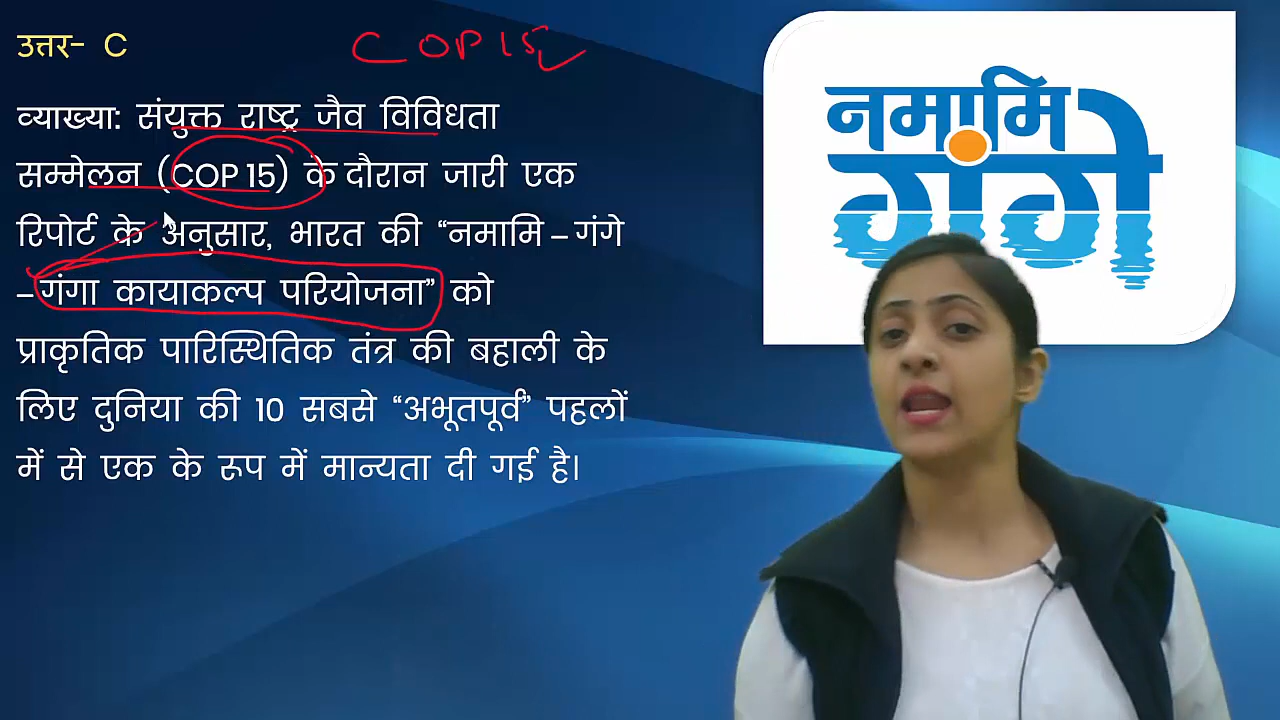 उत्तर- C
COP15
व्याख्या: संयुक्त राष्ट्र जैव विविधता
सम्मेलन (COP 15) के दौरान जारी एक
रिपोर्ट के अनुसार, भारत की “नमामि – गंगे
– गंगा कायाकल्प परियोजना” को
प्राकृतिक पारिस्थितिक तंत्र की बहाली के
लिए दुनिया की 10 सबसे “अभूतपूर्व” पहलों
में से एक के रूप में मान्यता दी गई है।
नमामि
गंगे